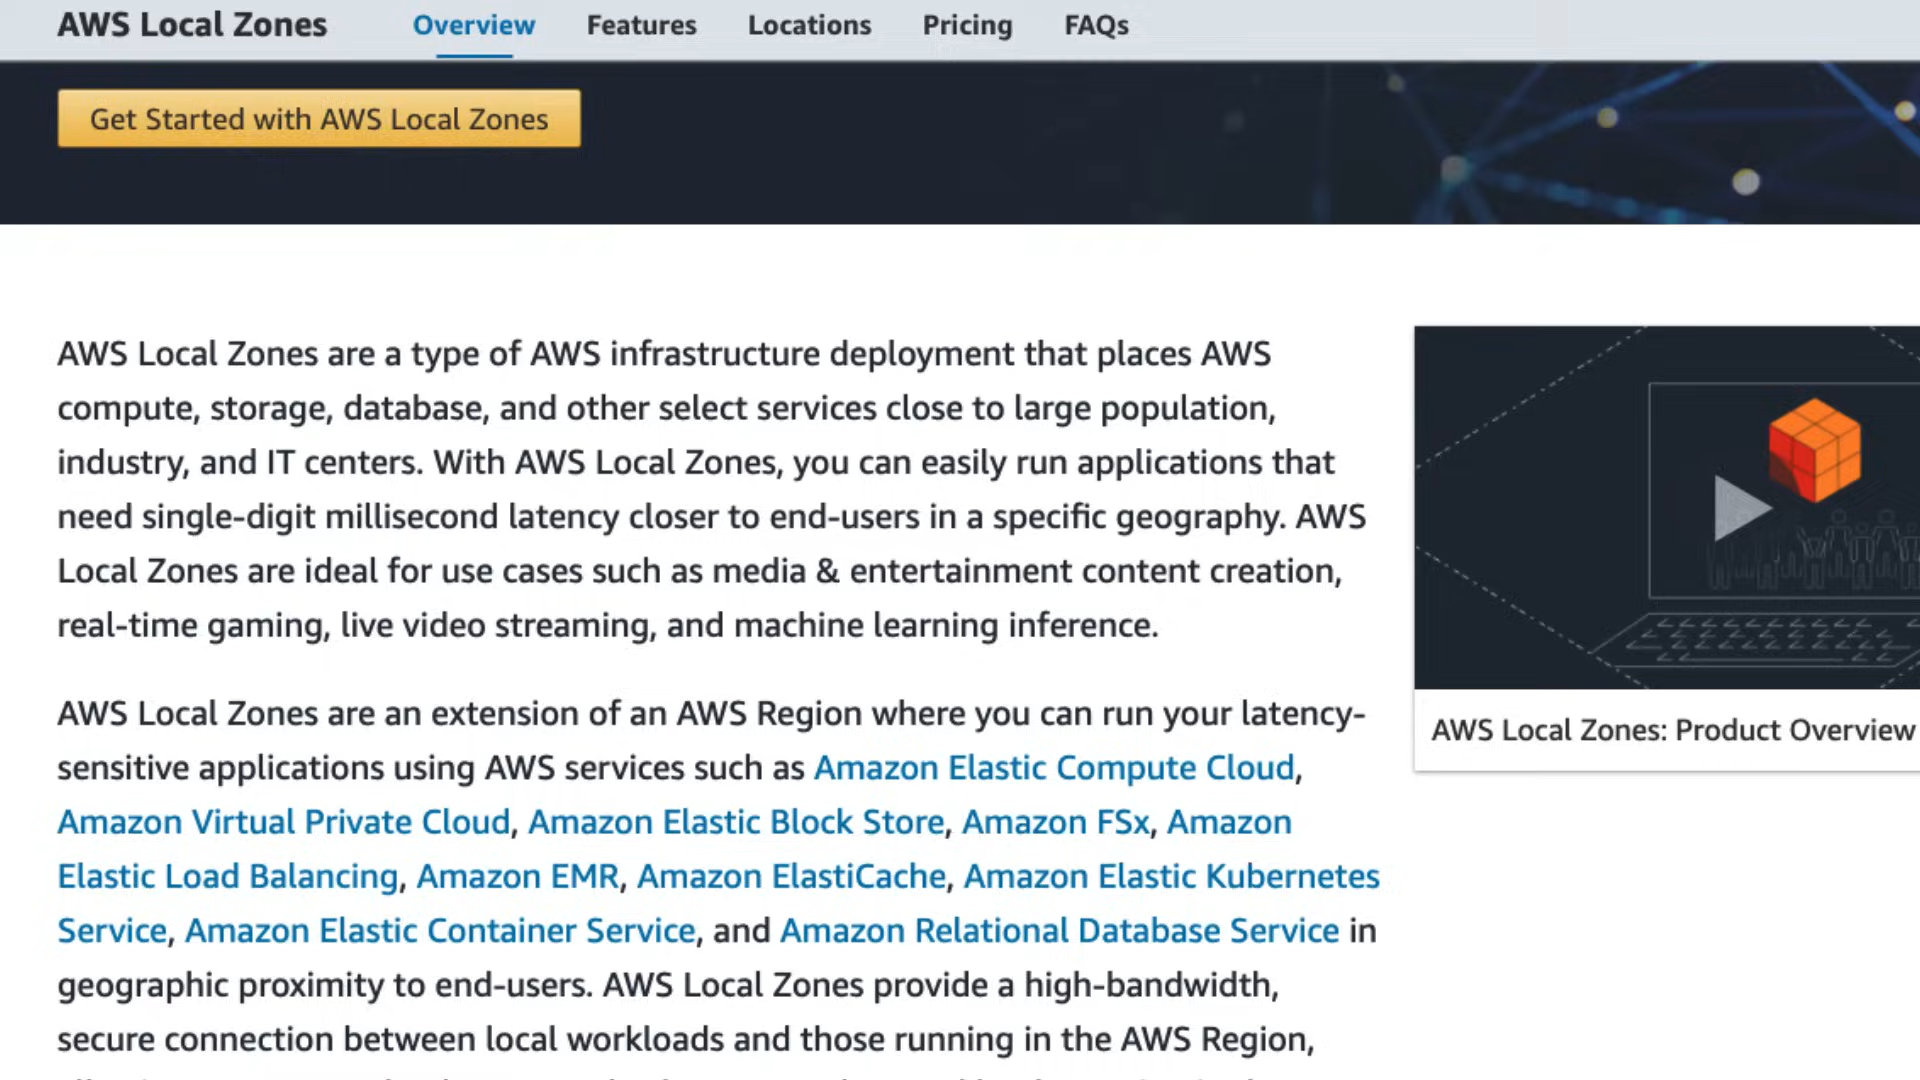 AWS Local Zones
Overview
Features
Locations
Pricing
FAQs
Get Started with AWS Local Zones
AWS Local Zones are a type of AWS infrastructure deployment that places AWS
compute, storage, database, and other select services close to large population,
industry, and IT centers. With AWS Local Zones, you can easily run applications that
need single-digit millisecond latency closer to end-users in a specific geography. AWS
Local Zones are ideal for use cases such as media & entertainment content creation,
real-time gaming, live video streaming, and machine learning inference.
AWS Local Zones are an extension of an AWS Region where you can run your latency-
sensitive applications using AWS services such as Amazon Elastic Compute Cloud,
Amazon Virtual Private Cloud, Amazon Elastic Block Store, Amazon FSx, Amazon
Elastic Load Balancing, Amazon EMR, Amazon ElastiCache, Amazon Elastic Kubernetes
Service, Amazon Elastic Container Service, and Amazon Relational Database Service in
geographic proximity to end-users. AWS Local Zones provide a high-bandwidth,
secure connection between local workloads and those running in the AWS Region,
AWS Local Zones: Product Overview